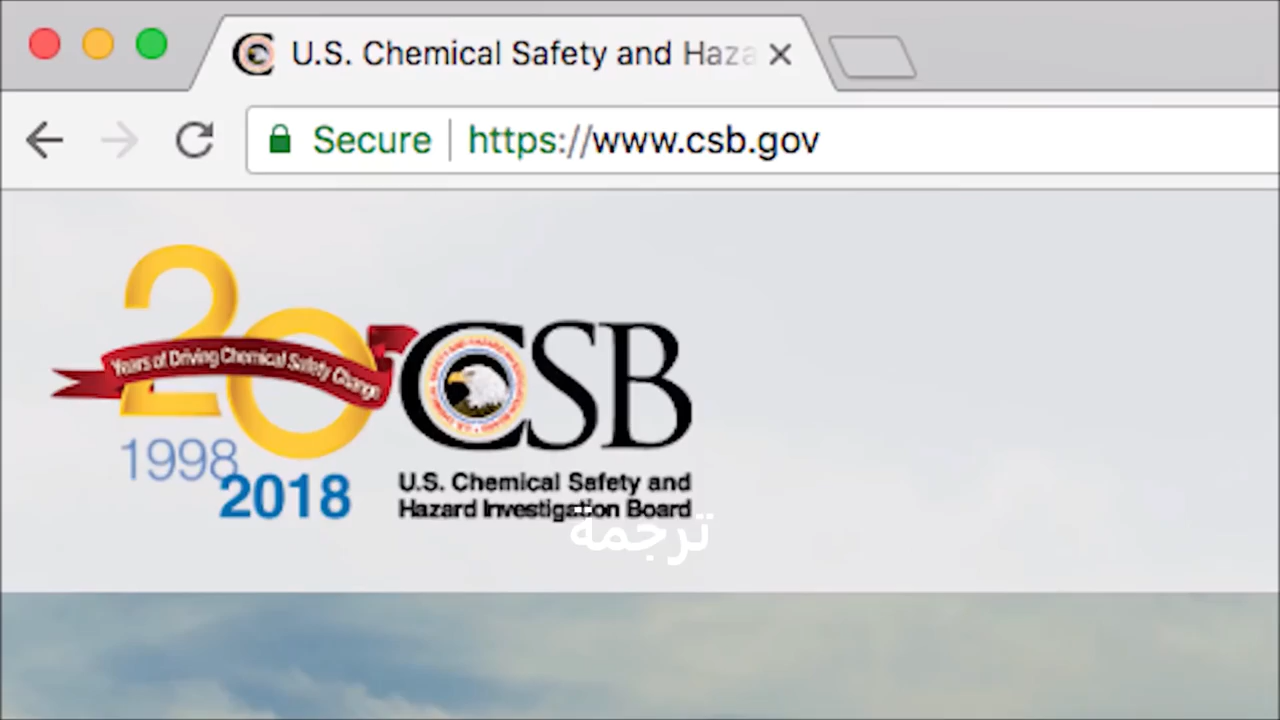 U.S. Chemical Safety and Haza
Secure https://www.csb.gov
20
Years of Driving Chemical Safety Change
1998
2018
CSB
U.S. Chemical Safety and
Hazard Investigation Board
ترجمة